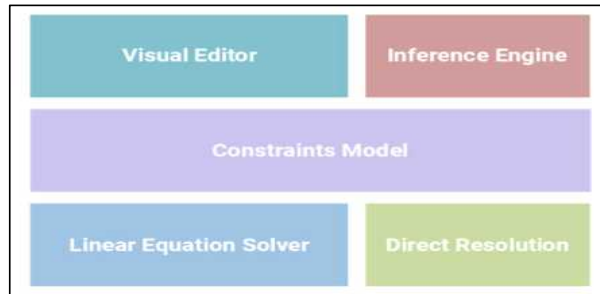 Visual Editor
Inference Engine
Constraints Model
Linear Equation Solver
Direct Resolution